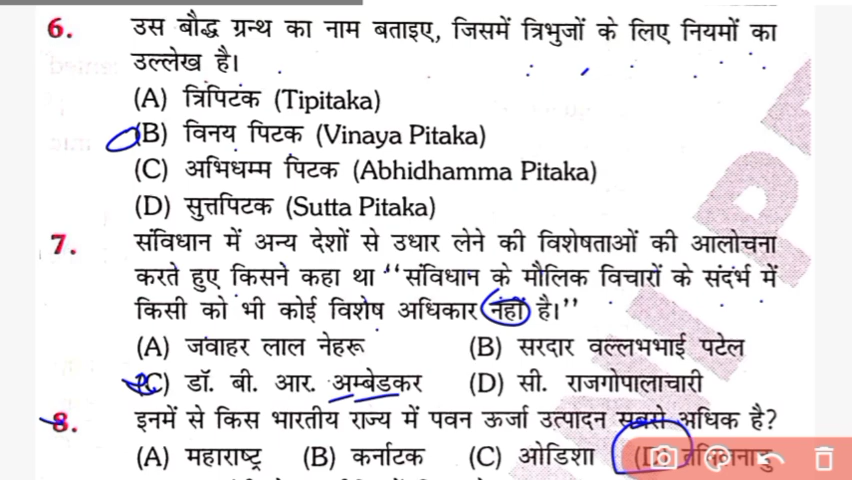 6. उस बौद्ध ग्रन्थ का नाम बताइए, जिसमें त्रिभुजों के लिए नियमों का
उल्लेख है।
(A) त्रिपिटक (Tipitaka)
(B) विनय पिटक (Vinaya Pitaka)
(C) अभिधम्म पिटक (Abhidhamma Pitaka)
(D) सुत्तपिटक (Sutta Pitaka)
7. संविधान में अन्य देशों से उधार लेने की विशेषताओं की आलोचना
करते हुए किसने कहा था "संविधान के मौलिक विचारों के संदर्भ में
किसी को भी कोई विशेष अधिकार नहीं है।"
(A) जवाहर लाल नेहरू (B) सरदार वल्लभभाई पटेल
(C) डॉ. बी. आर. अम्बेडकर (D) सी. राजगोपालाचारी
8. इनमें से किस भारतीय राज्य में पवन ऊर्जा उत्पादन सबसे अधिक है?
(A) महाराष्ट्र (B) कर्नाटक (C) ओडिशा (D) तमिलनाडु